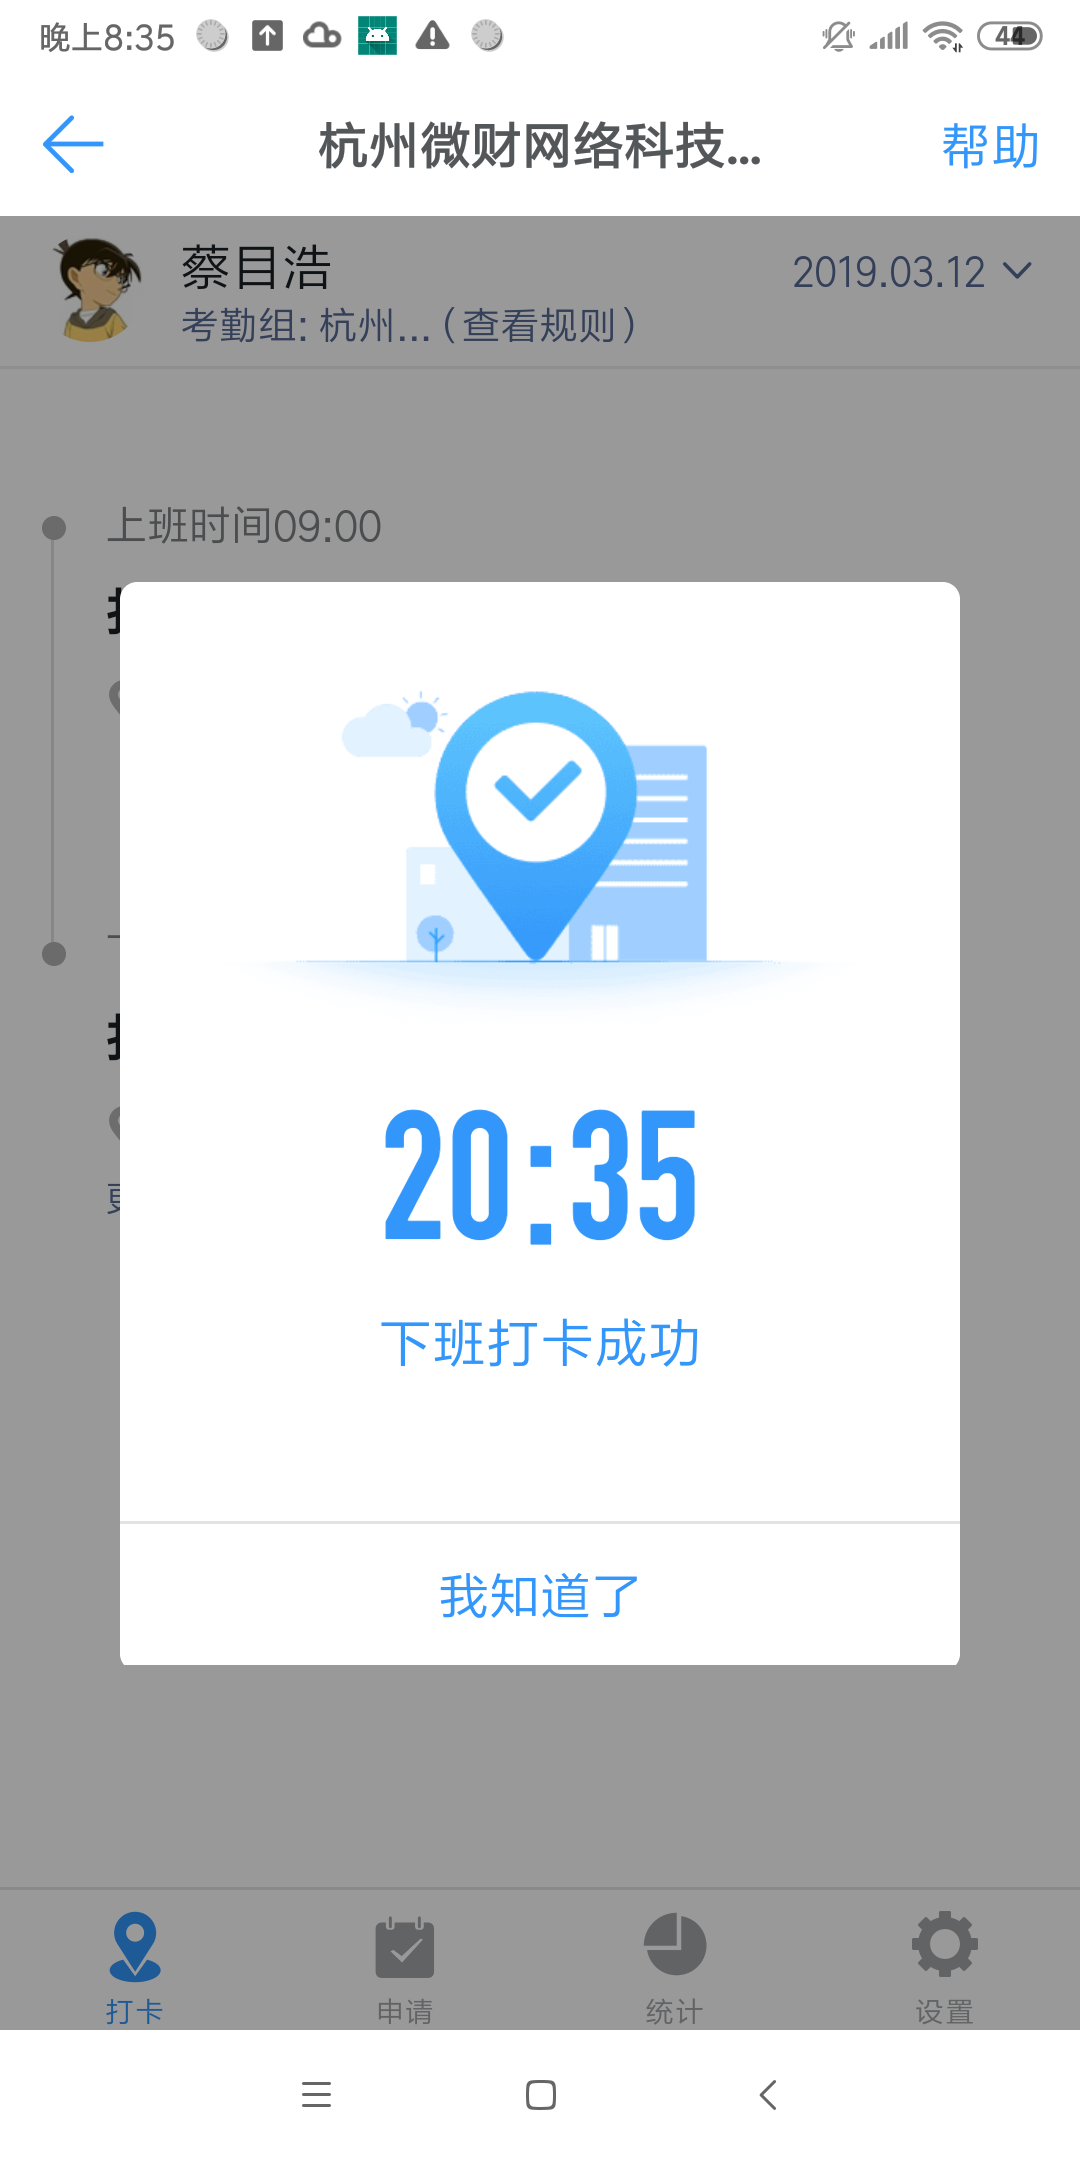 晚上8:35
44
杭州微财网络科技...
帮助
蔡目浩
2019.03.12
考勤组: 杭州... (查看规则)
上班时间09:00
20:35
下班打卡成功
我知道了
打卡
申请
统计
设置